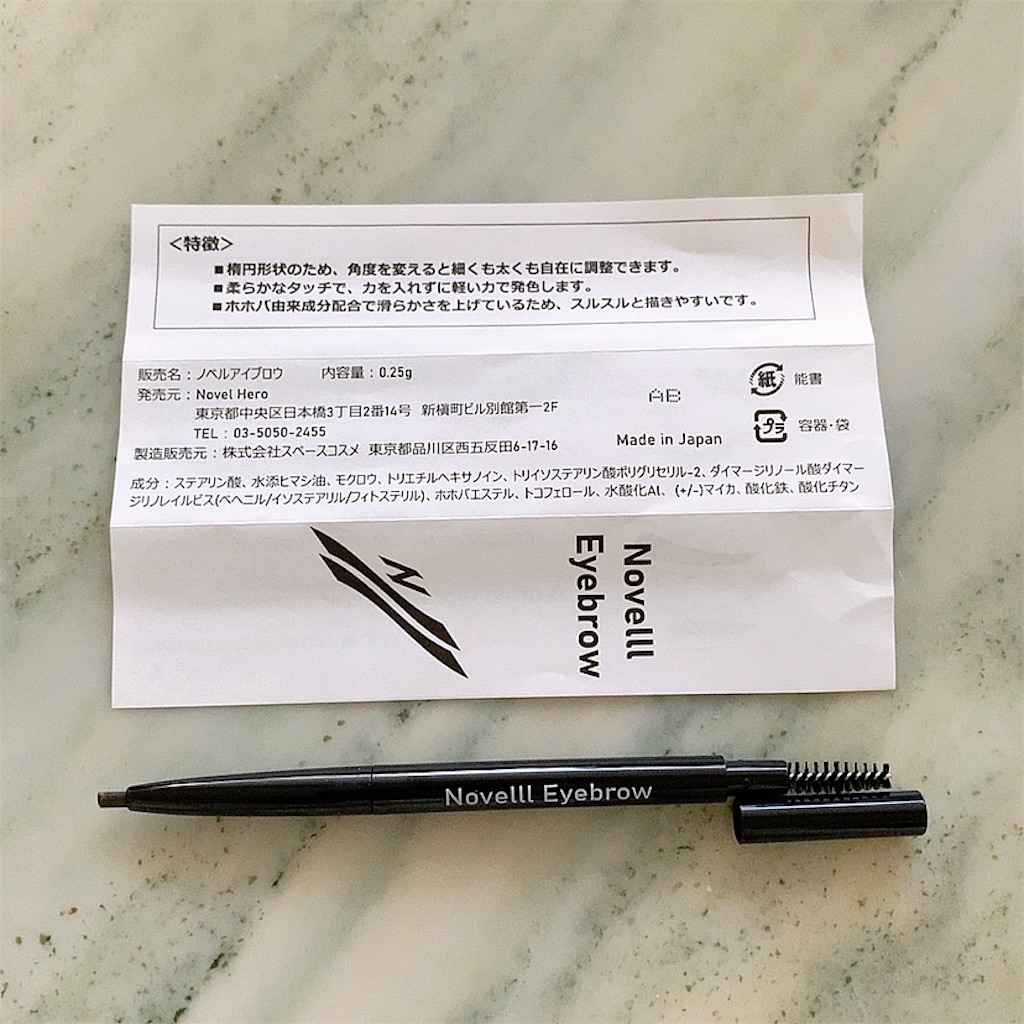 <特徴>
■楕円形状のため、角度を変えると細くも太くも自在に調整できます。
■柔らかなタッチで、力を入れずに軽い力で発色します。
■ホホバ由来成分配合で滑らかさを上げているため、スルスルと描きやすいです。
販売名：ノベルアイブロウ 内容量：0.25g
発売元：Novel Hero
東京都中央区日本橋3丁目2番14号 新槇町ビル別館第一2F
TEL：03-5050-2455
製造販売元：株式会社スペースコスメ 東京都品川区西五反田6-17-16
AB
Made in Japan
紙 能書
プラ 容器・袋
成分：ステアリン酸、水添ヒマシ油、モクロウ、トリエチルヘキサノイン、トリイソステアリン酸ポリグリセリル-2、ダイマージリノール酸ダイマー
ジリノレイルビス(ベヘニル/イソステアリル/フィトステリル)、ホホバエステル、トコフェロール、水酸化Al、(+/-)マイカ、酸化鉄、酸化チタン
N
Novelll
Eyebrow
Novelll Eyebrow